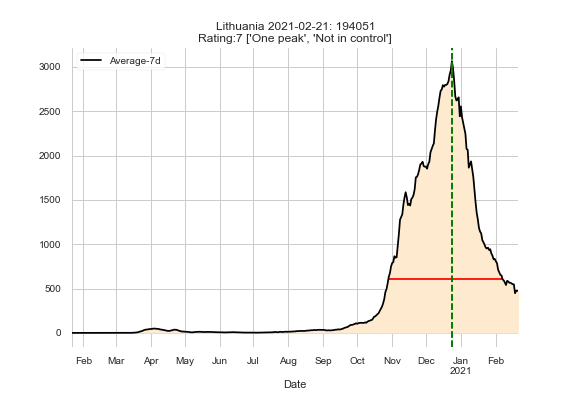 Lithuania 2021-02-21: 194051
Rating:7 ['One peak', 'Not in control']
Average-7d
3000
2500
2000
1500
1000
500
0
Feb Mar Apr May Jun Jul Aug Sep Oct Nov Dec Jan Feb
2021
Date